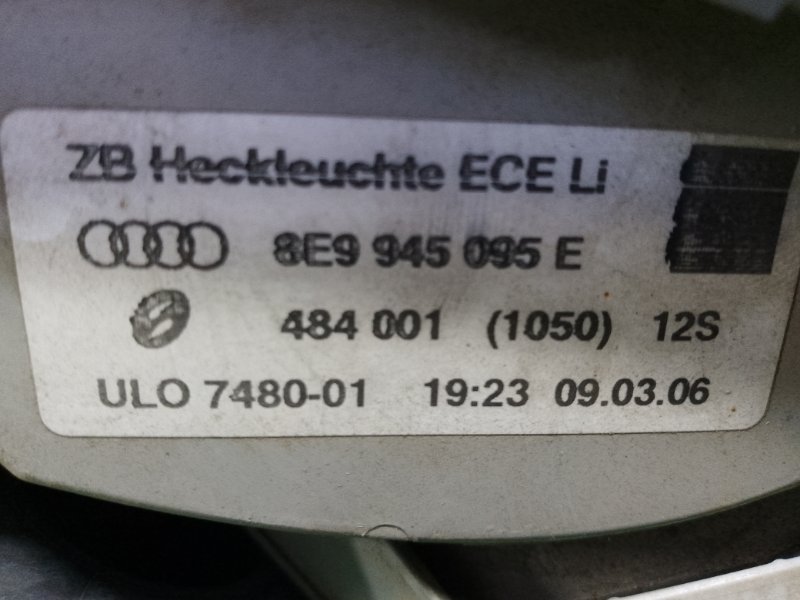 ZB Heckleuchte ECE Li
8E9 945 095 E
484 001 (1050) 12S
ULO 7480-01 19:23 09.03.06